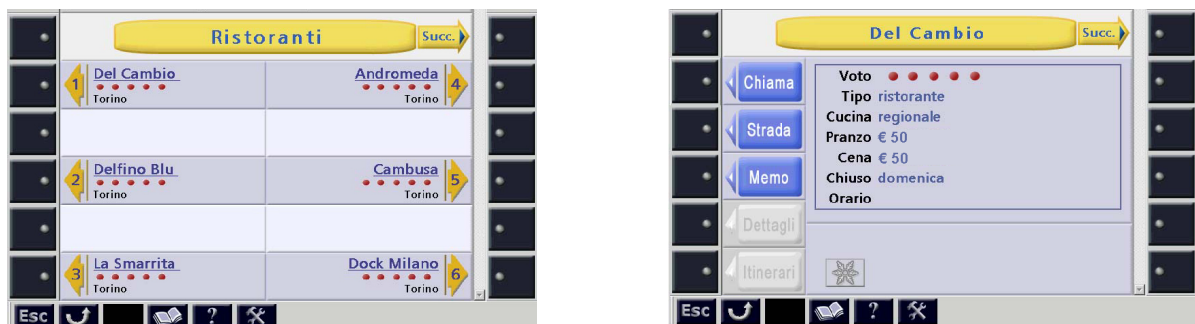 Ristoranti Succ.
1 Del Cambio Andromeda 4
Torino Torino
2 Delfino Blu Cambusa 5
Torino Torino
3 La Smarrita Dock Milano 6
Torino Torino
Esc ?
Del Cambio Succ.
Chiama
Strada
Memo
Dettagli
Itinerari
Voto
Tipo ristorante
Cucina regionale
Pranzo € 50
Cena € 50
Chiuso domenica
Orario
Esc ?